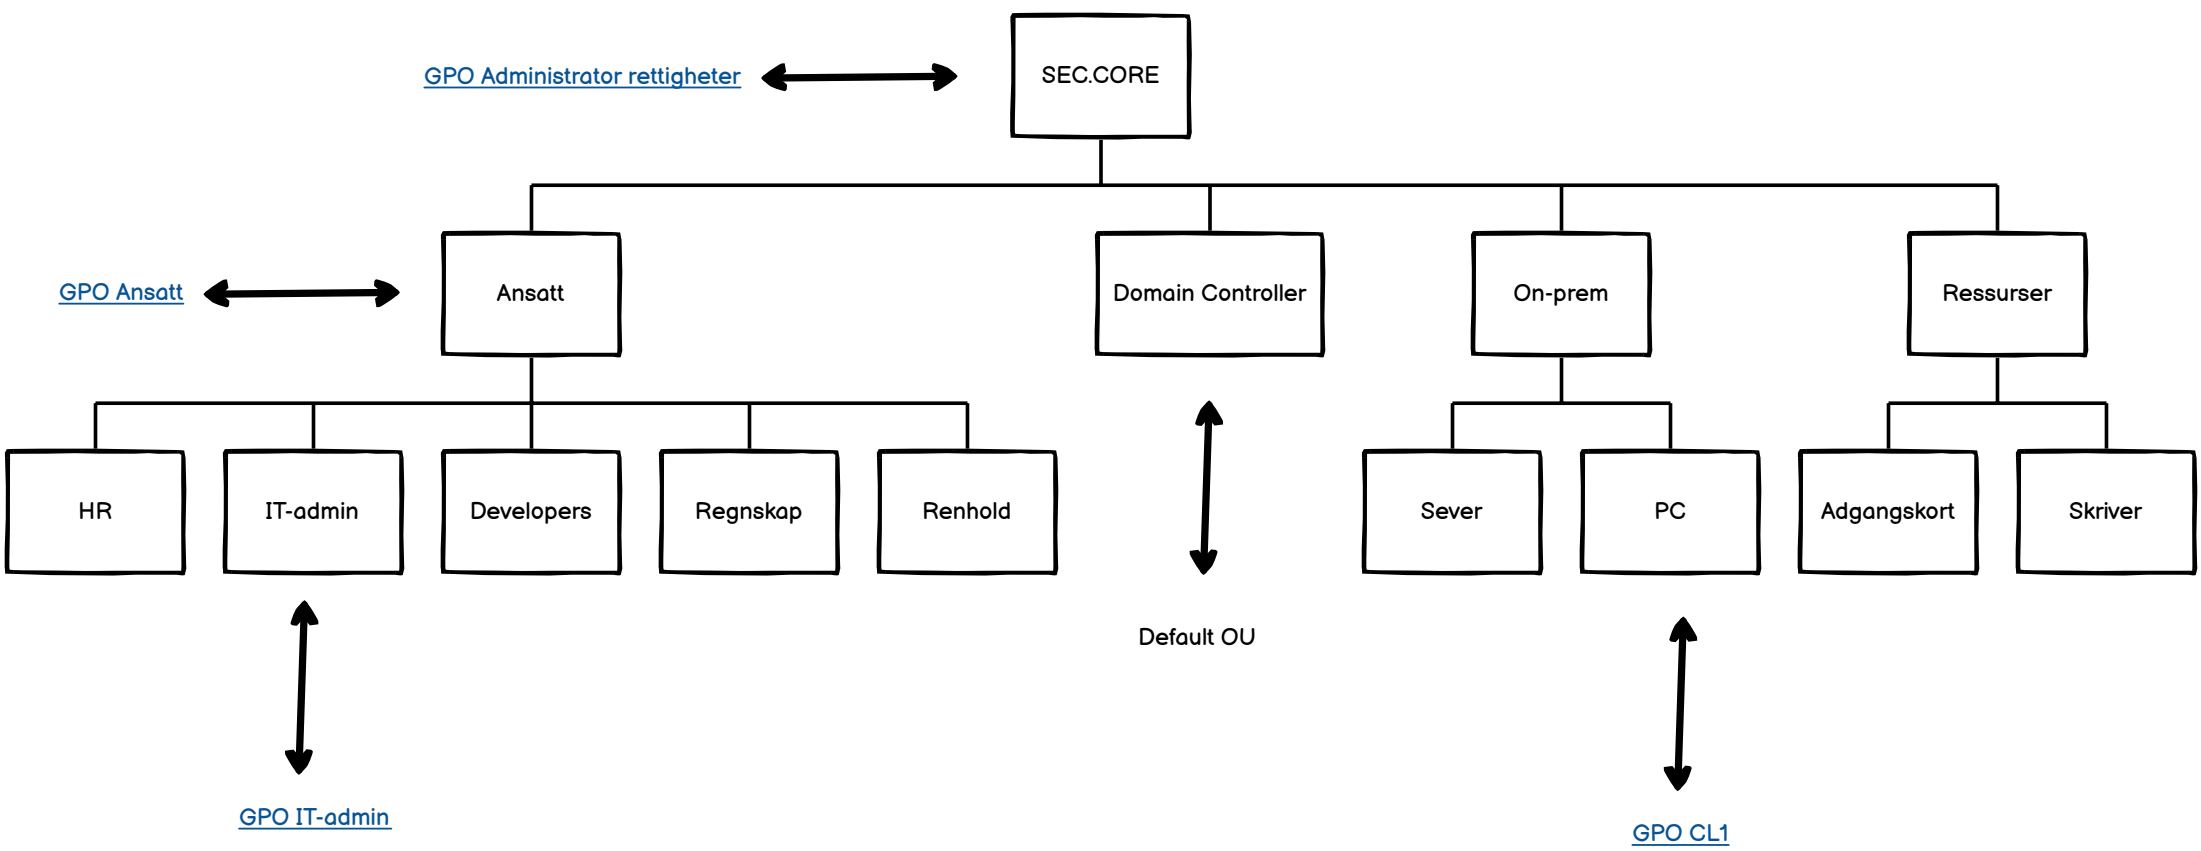 GPO Administrator rettigheter
SEC.CORE
GPO Ansatt
Ansatt
Domain Controller
On-prem
Ressurser
HR
IT-admin
Developers
Regnskap
Renhold
Sever
PC
Adgangskort
Skriver
Default OU
GPO IT-admin
GPO CL1